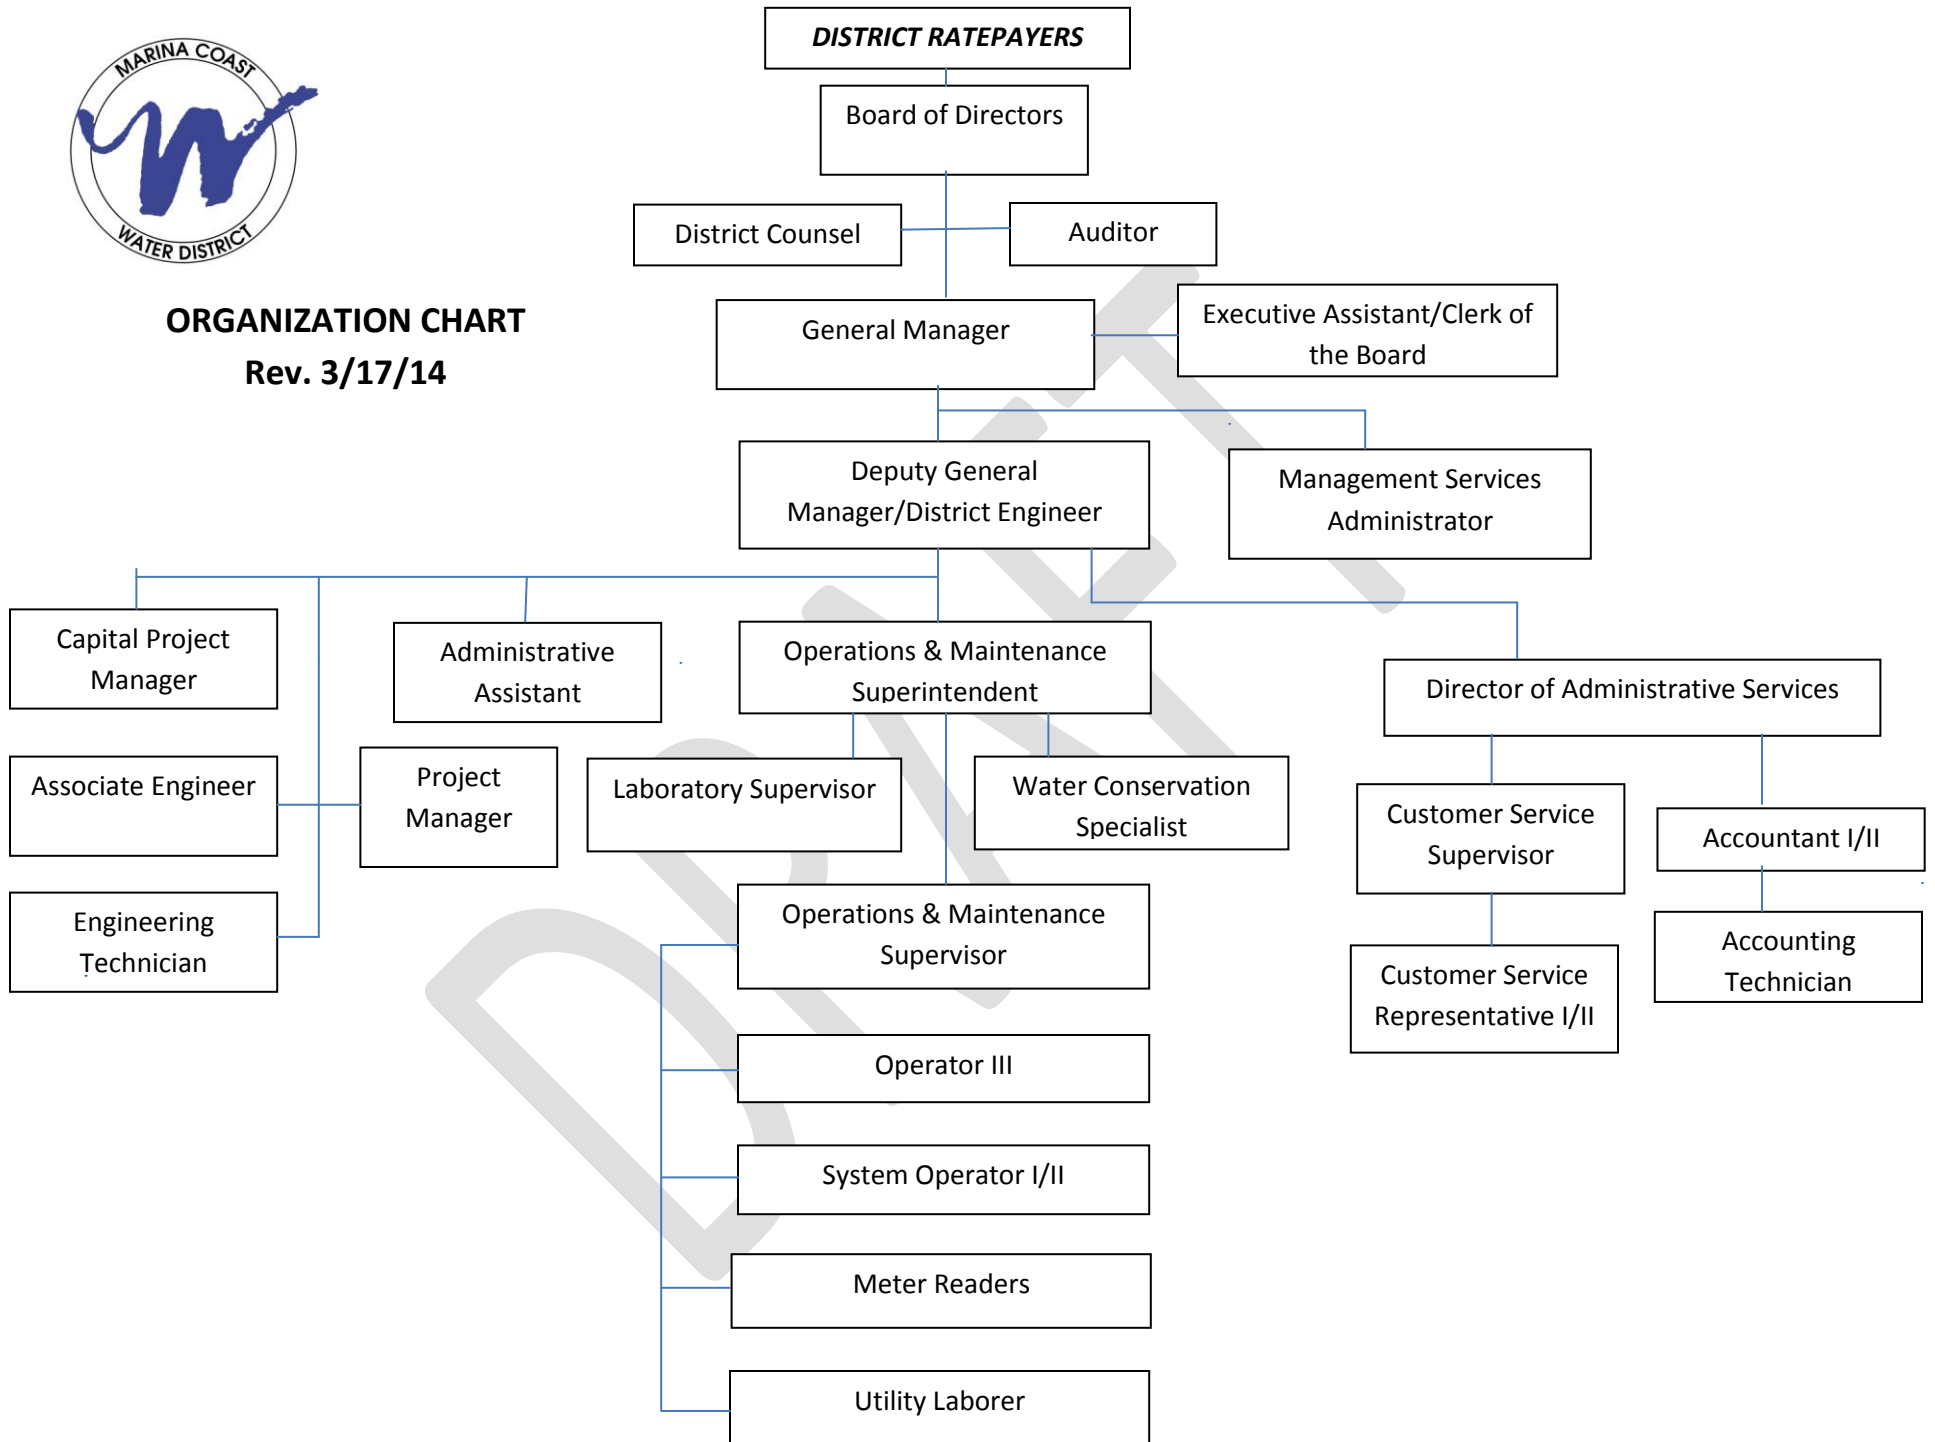 DISTRICT RATEPAYERS
MARINA COAST
WATER DISTRICT
Board of Directors
District Counsel
Auditor
ORGANIZATION CHART
Rev. 3/17/14
General Manager
Executive Assistant/Clerk of
the Board
Deputy General
Manager/District Engineer
Management Services
Administrator
Capital Project
Manager
Administrative
Assistant
Operations & Maintenance
Superintendent
Director of Administrative Services
Associate Engineer
Project
Manager
Laboratory Supervisor
Water Conservation
Specialist
Customer Service
Supervisor
Accountant I/II
Engineering
Technician
Operations & Maintenance
Supervisor
Customer Service
Representative I/II
Accounting
Technician
Operator III
System Operator I/II
Meter Readers
Utility Laborer
DRAFT